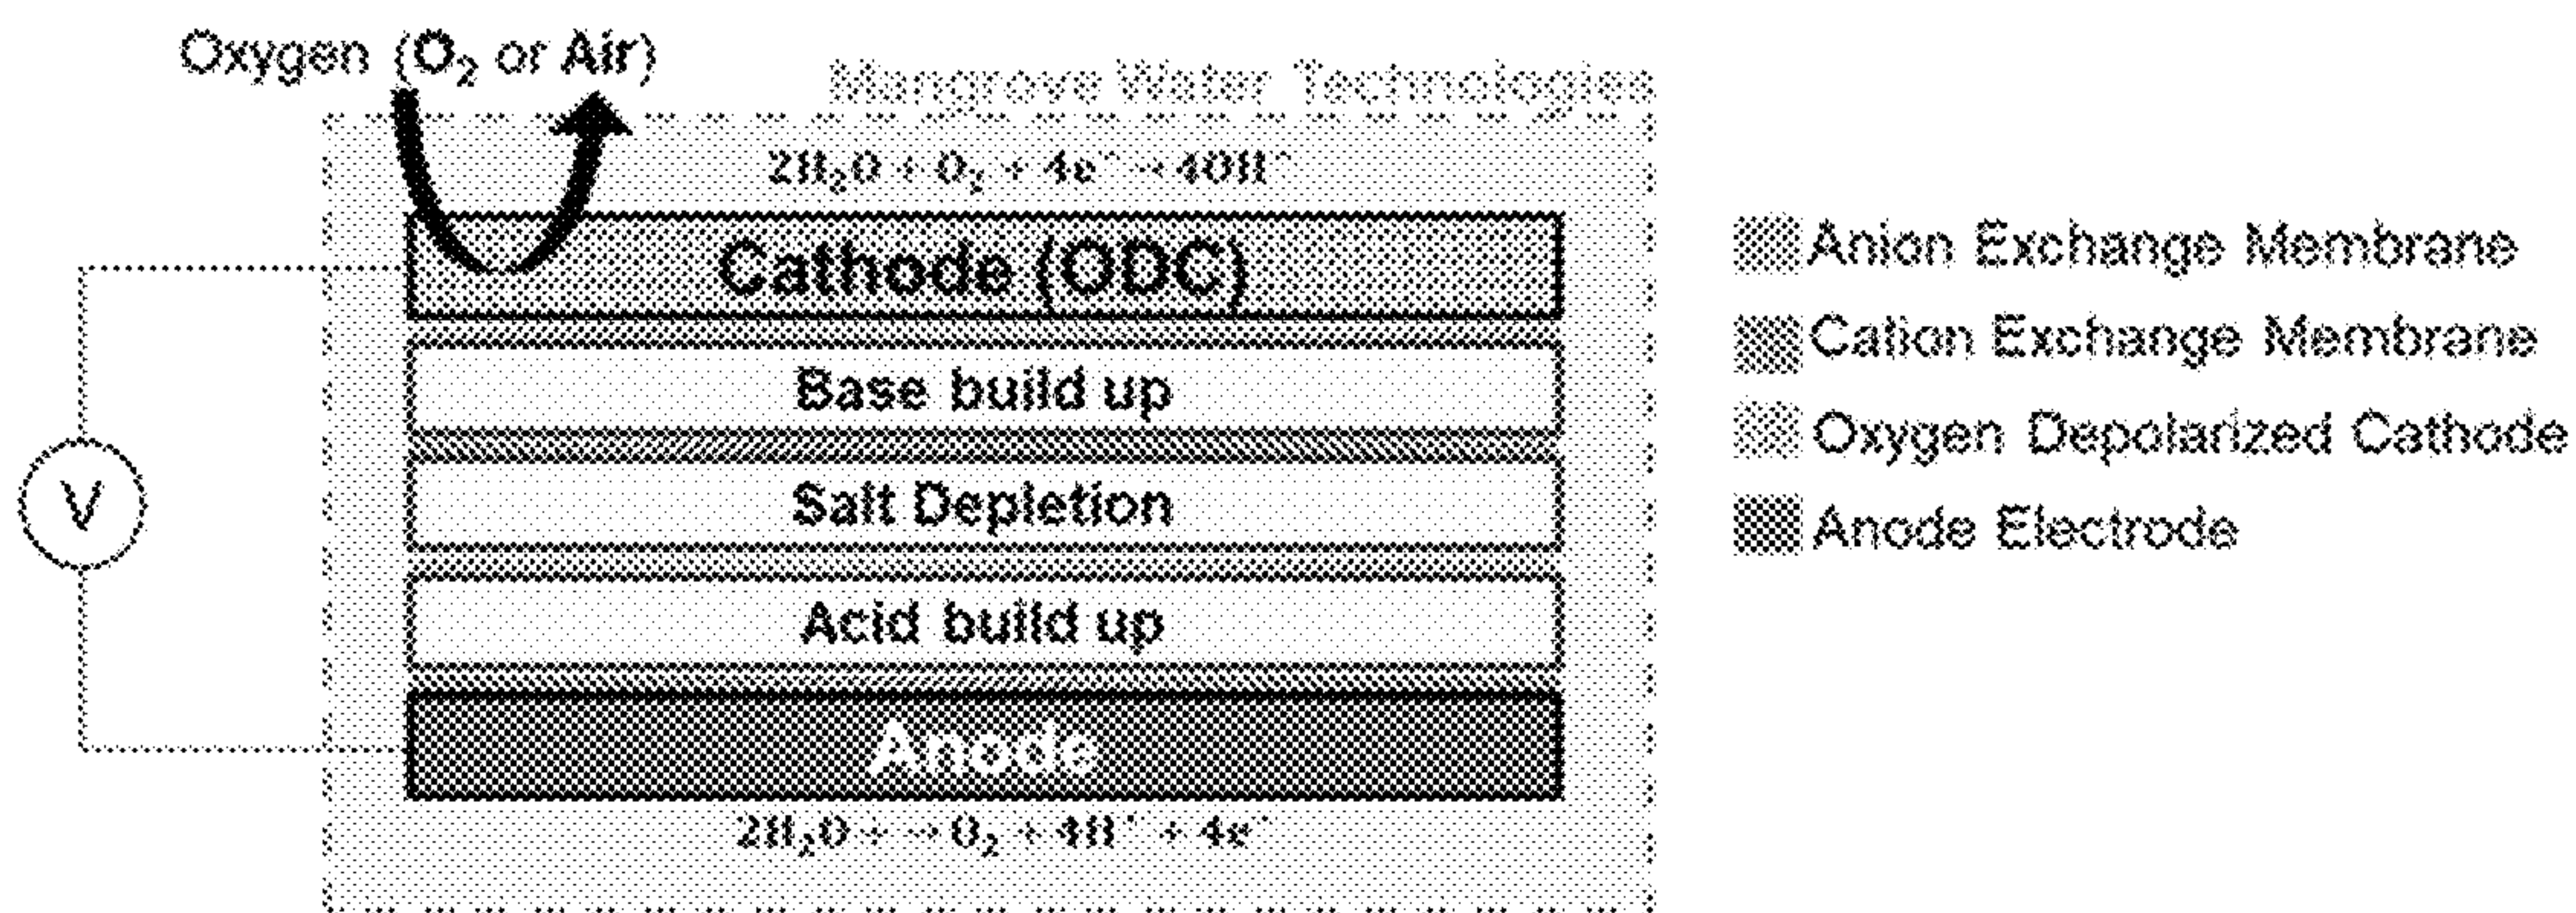 Oxygen (O₂ or Air)
Mangrove Water Technologies
2H₂O + O₂ + 4e⁻ → 4OH⁻
Cathode (ODC)
Base build up
Salt Depletion
Acid build up
Anode
2H₂O + → O₂ + 4H⁺ + 4e⁻
V
Anion Exchange Membrane
Cation Exchange Membrane
Oxygen Depolarized Cathode
Anode Electrode